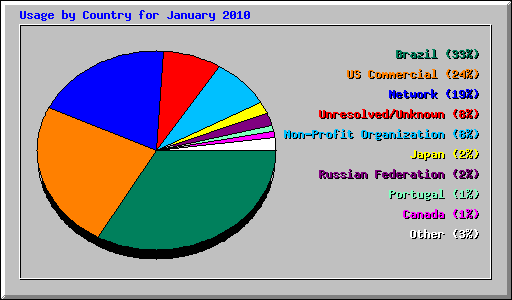 Usage by Country for January 2010
Brazil (33%)
US Commercial (24%)
Network (19%)
Unresolved/Unknown (8%)
Non-Profit Organization (8%)
Japan (2%)
Russian Federation (2%)
Portugal (1%)
Canada (1%)
Other (3%)